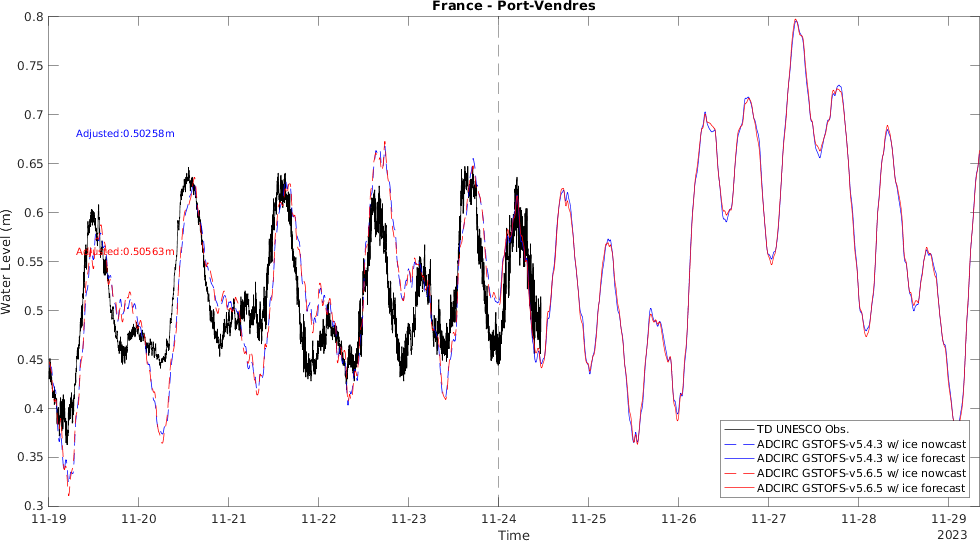 France - Port-Vendres
0.8
0.75
0.7
0.65
0.6
0.55
0.5
0.45
0.4
0.35
0.3
Water Level (m)
Adjusted:0.50258m
Adjusted:0.50563m
TD UNESCO Obs.
ADCIRC GSTOFS-v5.4.3 w/ ice nowcast
ADCIRC GSTOFS-v5.4.3 w/ ice forecast
ADCIRC GSTOFS-v5.6.5 w/ ice nowcast
ADCIRC GSTOFS-v5.6.5 w/ ice forecast
11-19 11-20 11-21 11-22 11-23 11-24 11-25 11-26 11-27 11-28 11-29
Time
2023